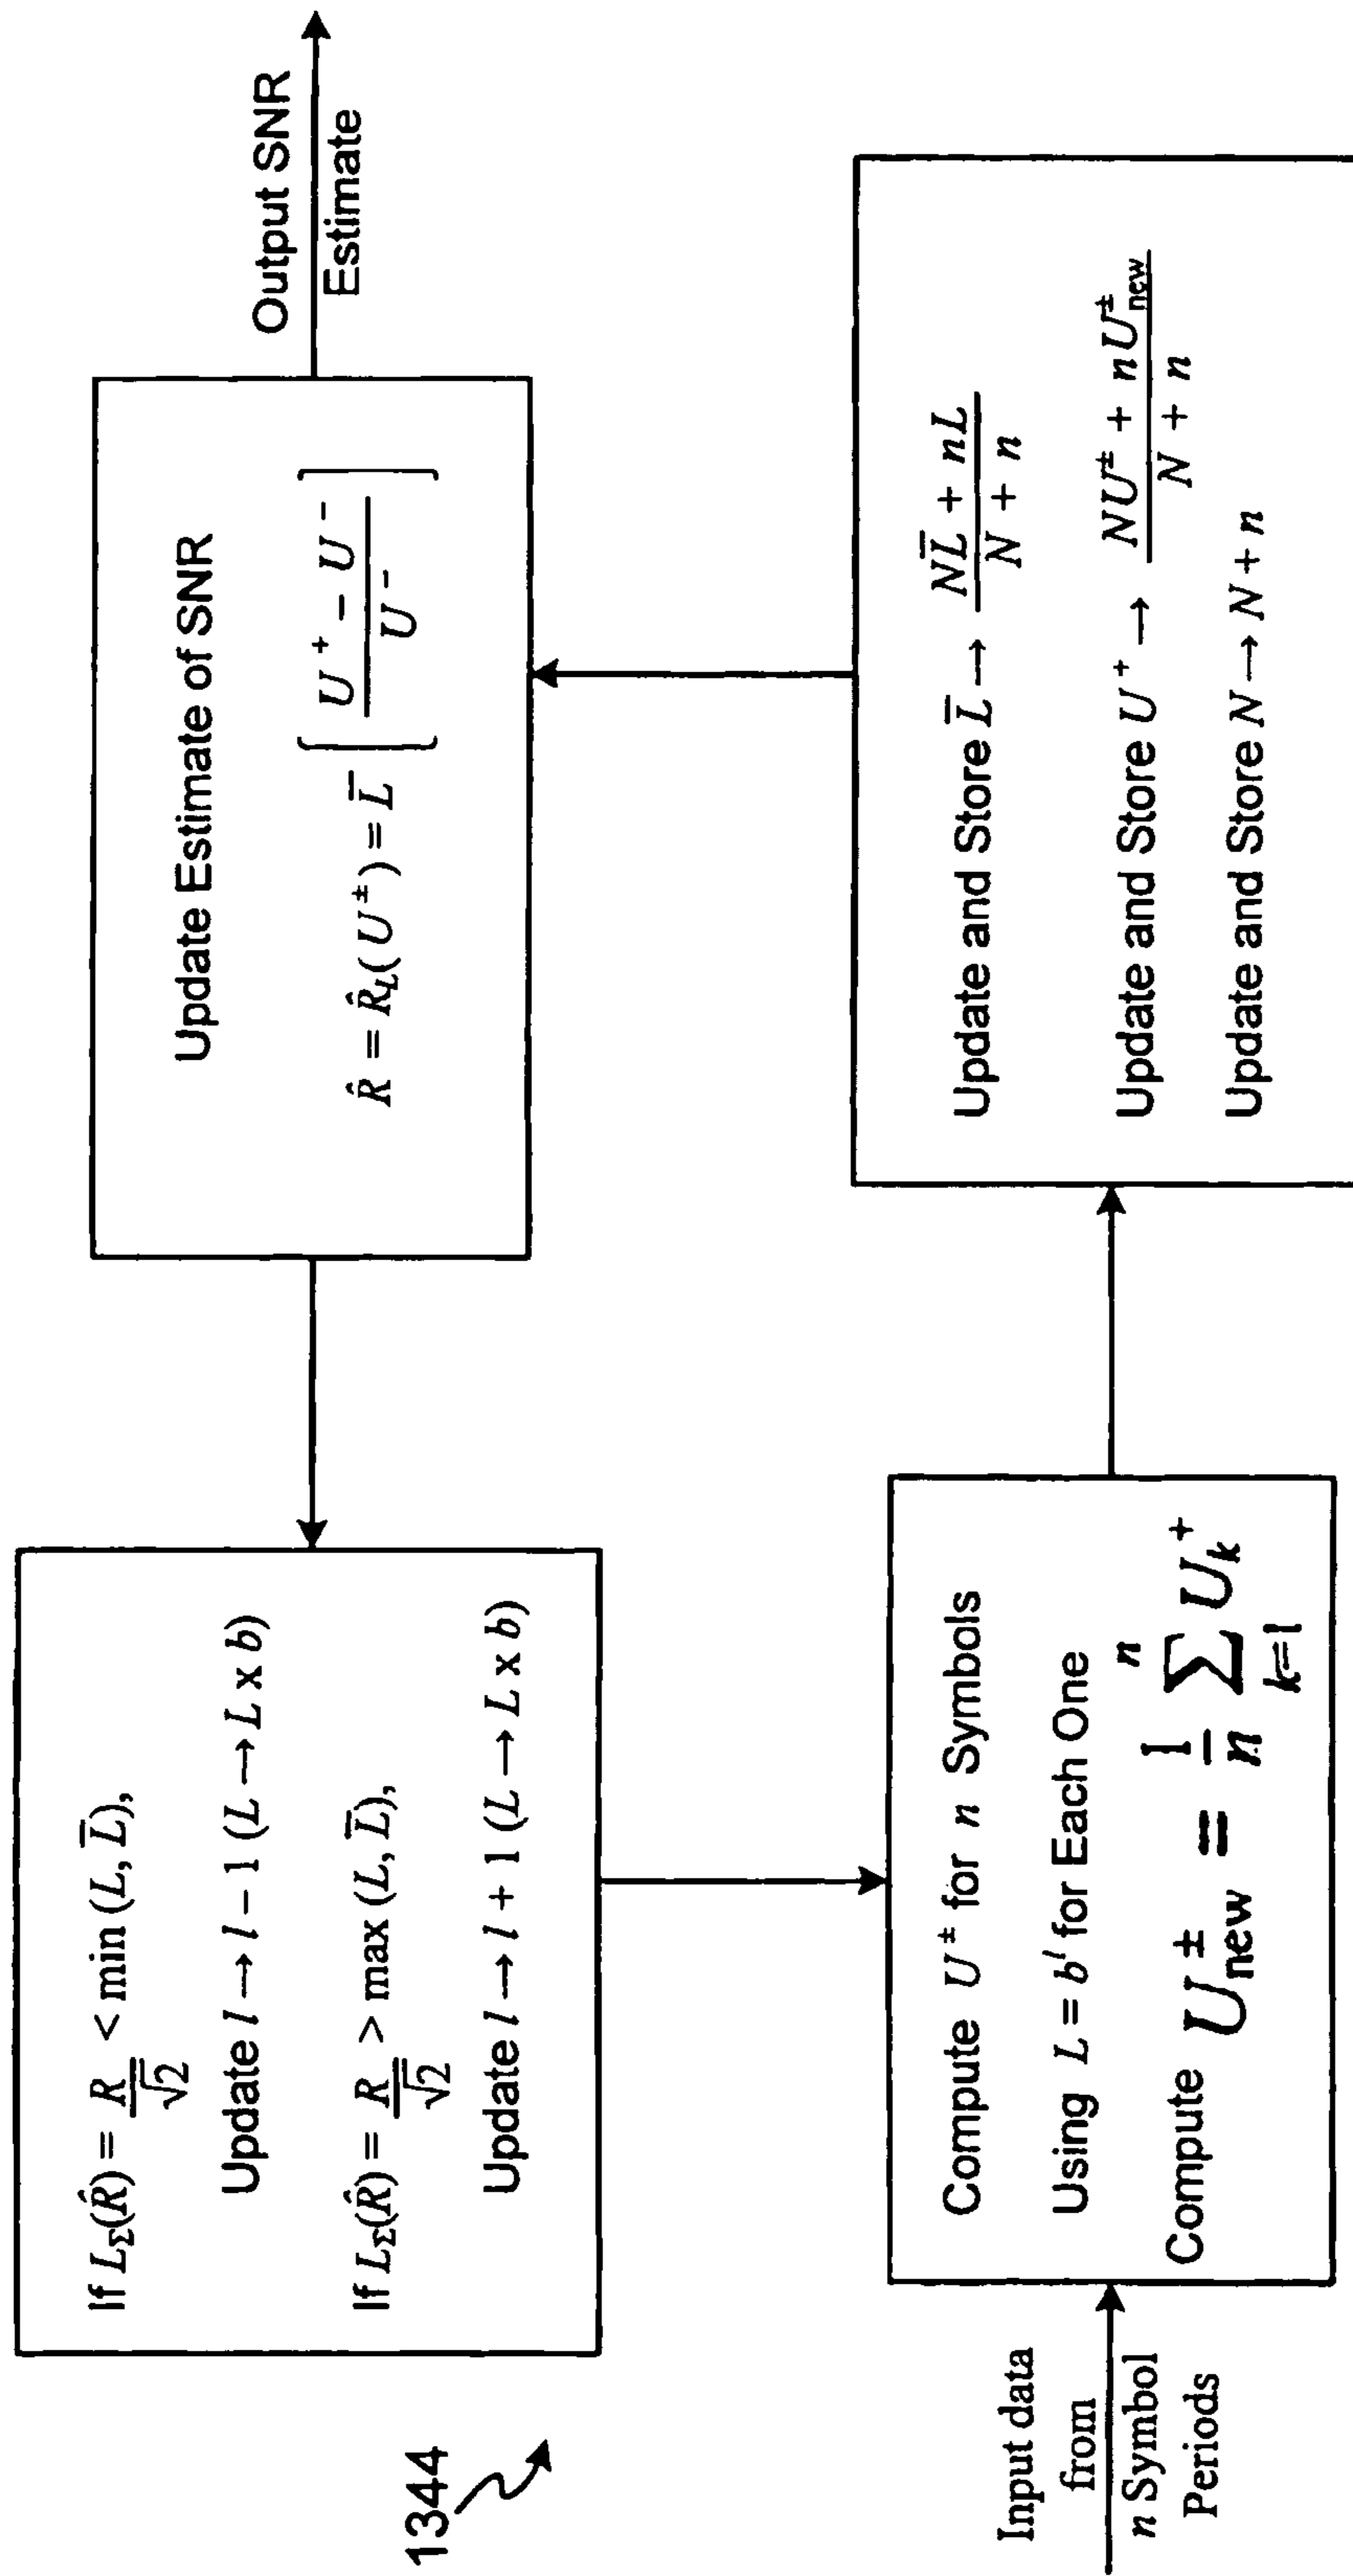 1344
If L_Σ(R̂) = R/√2 < min (L, L̄),
Update l → l – 1 (L → L x b)
If L_Σ(R̂) = R/√2 > max (L, L̄),
Update l → l + 1 (L → L x b)
Update Estimate of SNR
R̂ = R̂_L(U^±) = L̄ [ (U^+ – U^-) / U^- ]
Output SNR
Estimate
Input data
from
n Symbol
Periods
Compute U^± for n Symbols
Using L = b^l for Each One
Compute U^±_new = 1/n ∑_{k=1}^{n} U_k^+
Update and Store L̄ → (NL̄ + nL) / (N + n)
Update and Store U^+ → (NU^± + nU^±_new) / (N + n)
Update and Store N → N + n